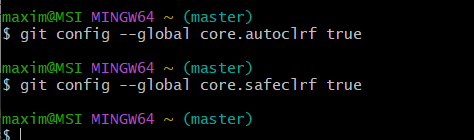 maxim@MSI MINGW64 ~ (master)
$ git config --global core.autoclrf true
maxim@MSI MINGW64 ~ (master)
$ git config --global core.safeclrf true
maxim@MSI MINGW64 ~ (master)
$